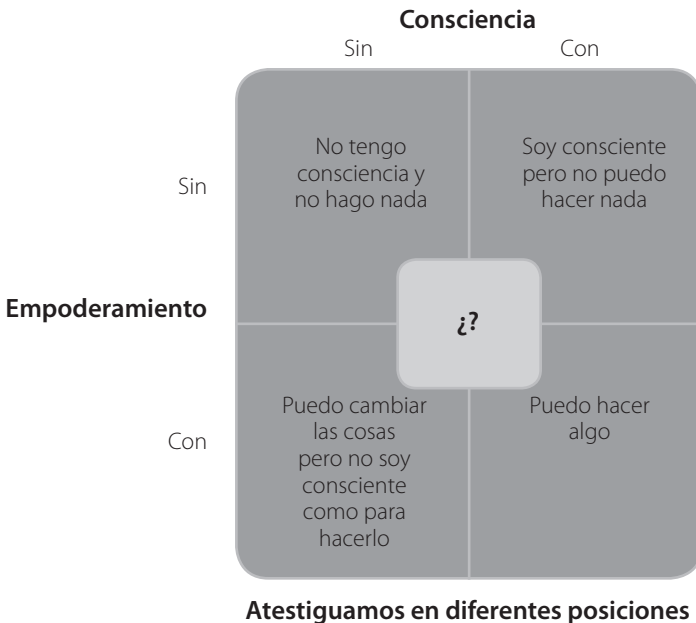 Consciencia
Sin
Con
Sin
No tengo
consciencia y
no hago nada
Soy consciente
pero no puedo
hacer nada
Empoderamiento
¿?
Con
Puedo cambiar
las cosas
pero no soy
consciente
como para
hacerlo
Puedo hacer
algo
Atestiguamos en diferentes posiciones